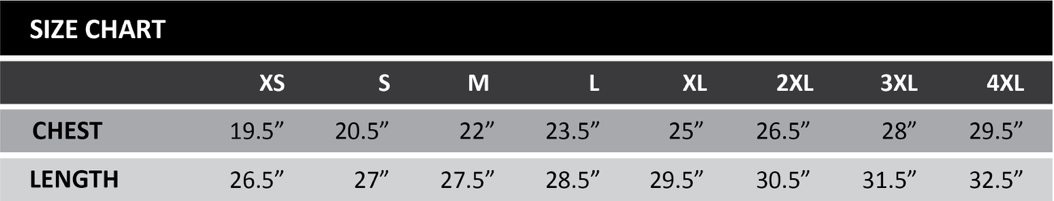 SIZE CHART
XS S M L XL 2XL 3XL 4XL
CHEST 19.5” 20.5” 22” 23.5” 25” 26.5” 28” 29.5”
LENGTH 26.5” 27” 27.5” 28.5” 29.5” 30.5” 31.5” 32.5”